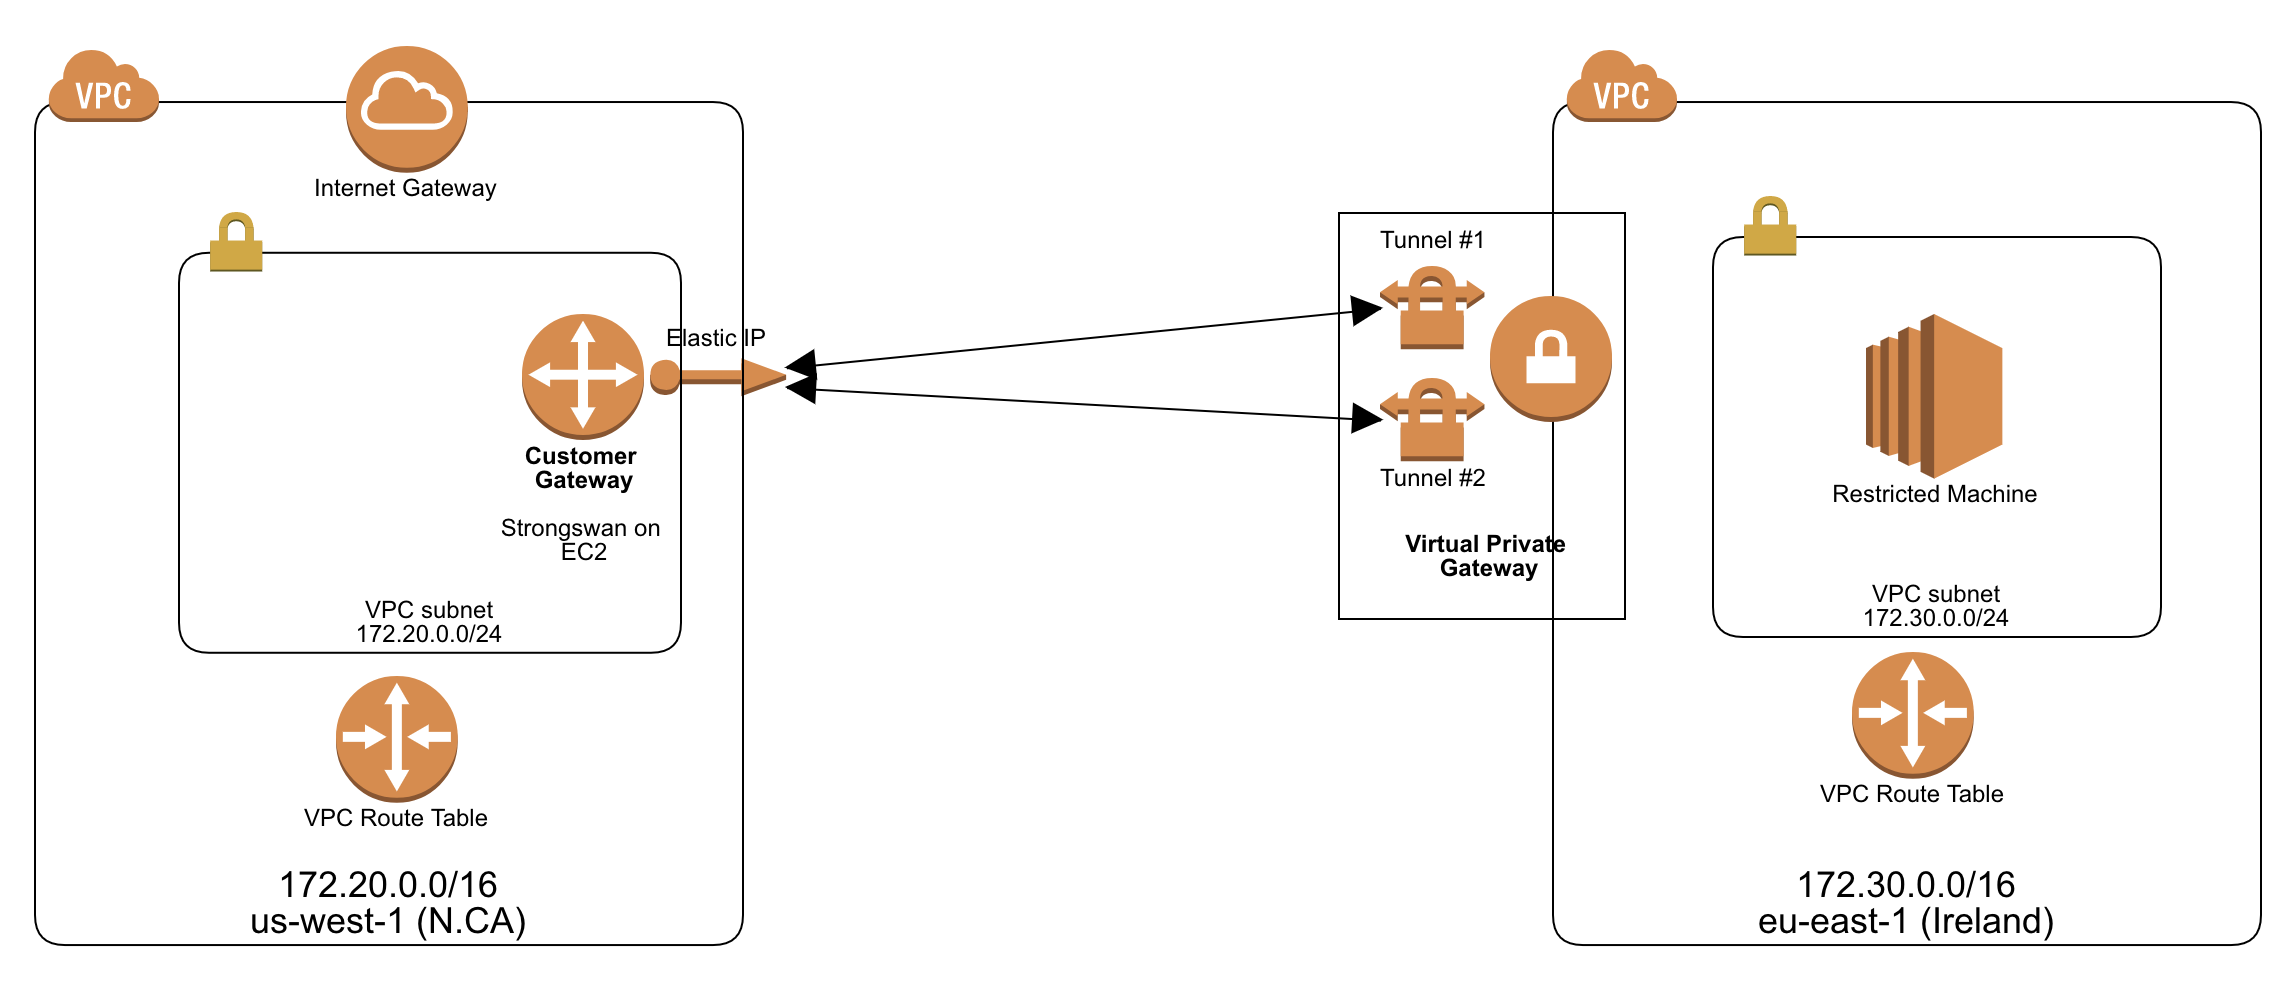 VPC
Internet Gateway
Elastic IP
Customer
Gateway
Strongswan on
EC2
VPC subnet
172.20.0.0/24
VPC Route Table
172.20.0.0/16
us-west-1 (N.CA)
Tunnel #1
Tunnel #2
Virtual Private
Gateway
VPC
Restricted Machine
VPC subnet
172.30.0.0/24
VPC Route Table
172.30.0.0/16
eu-east-1 (Ireland)